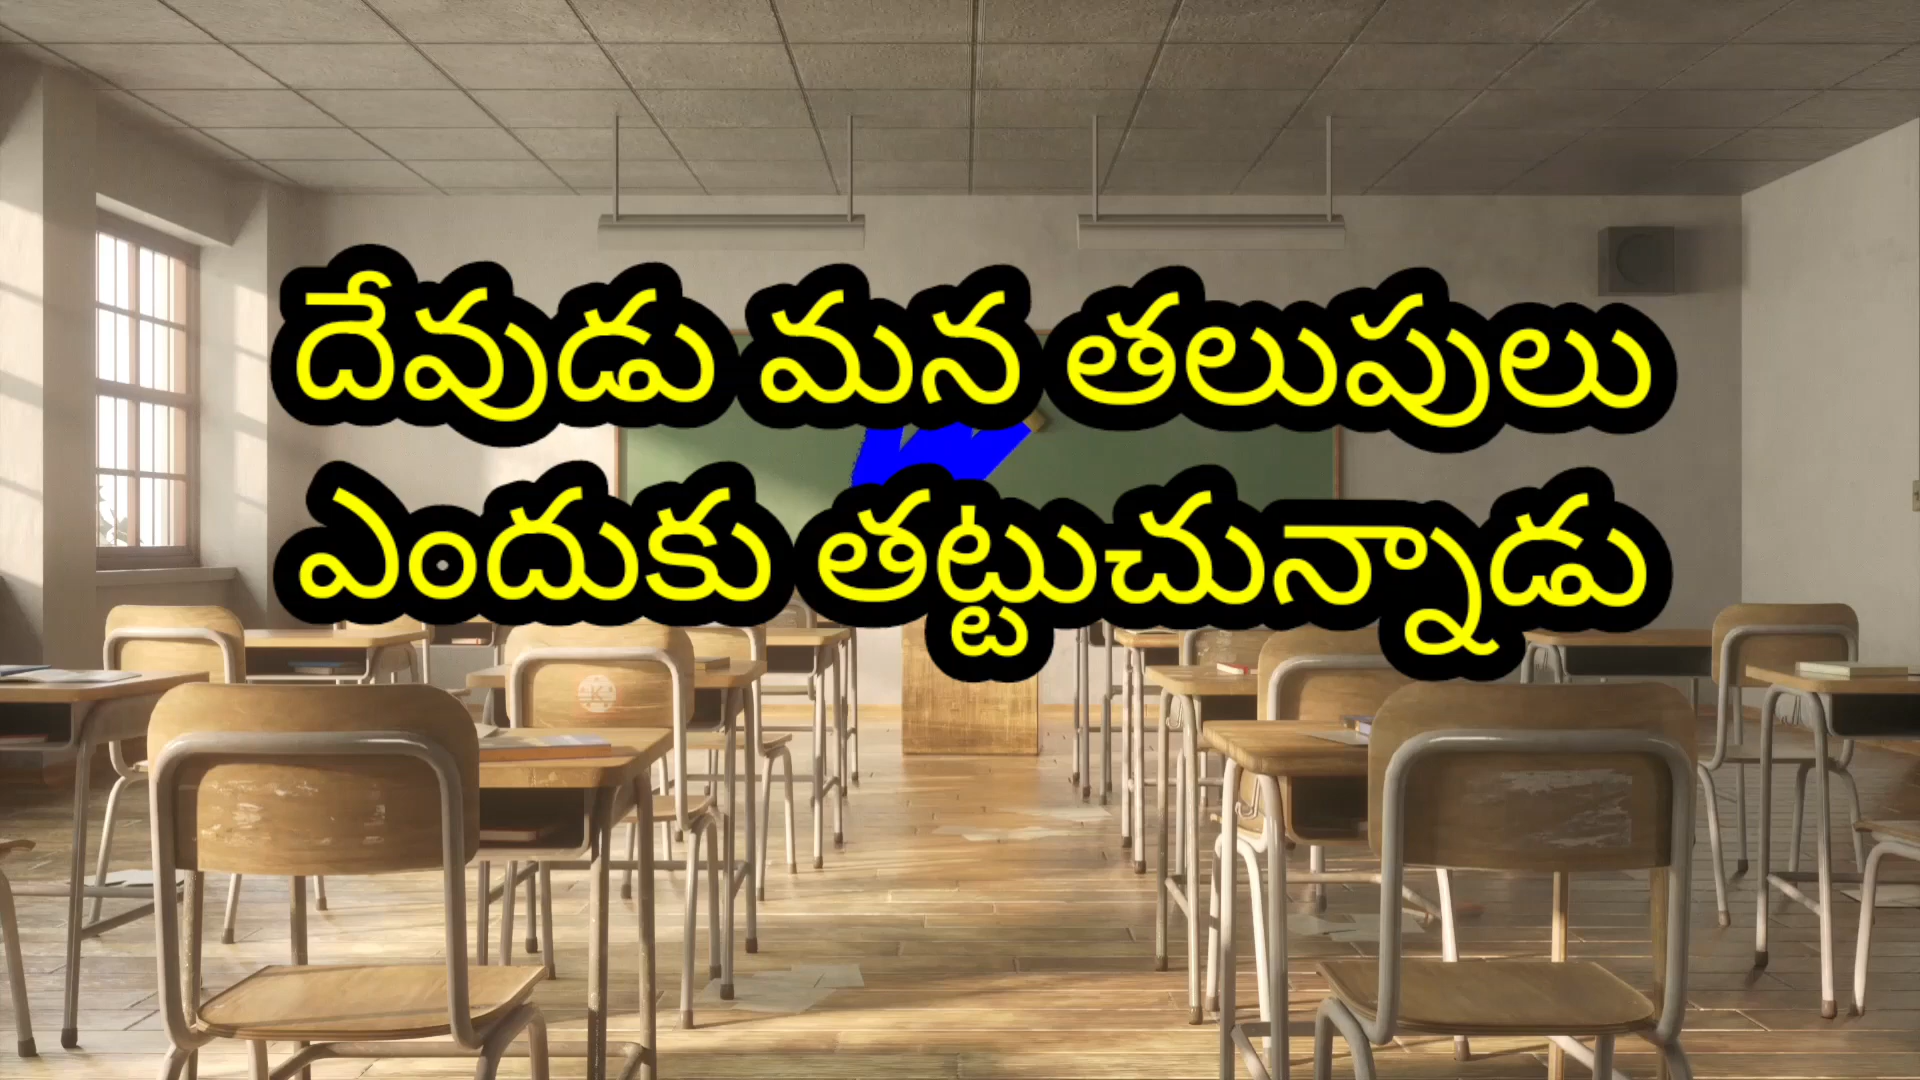 దేవుడు మన తలుపులు
ఎందుకు తట్టుచున్నాడు